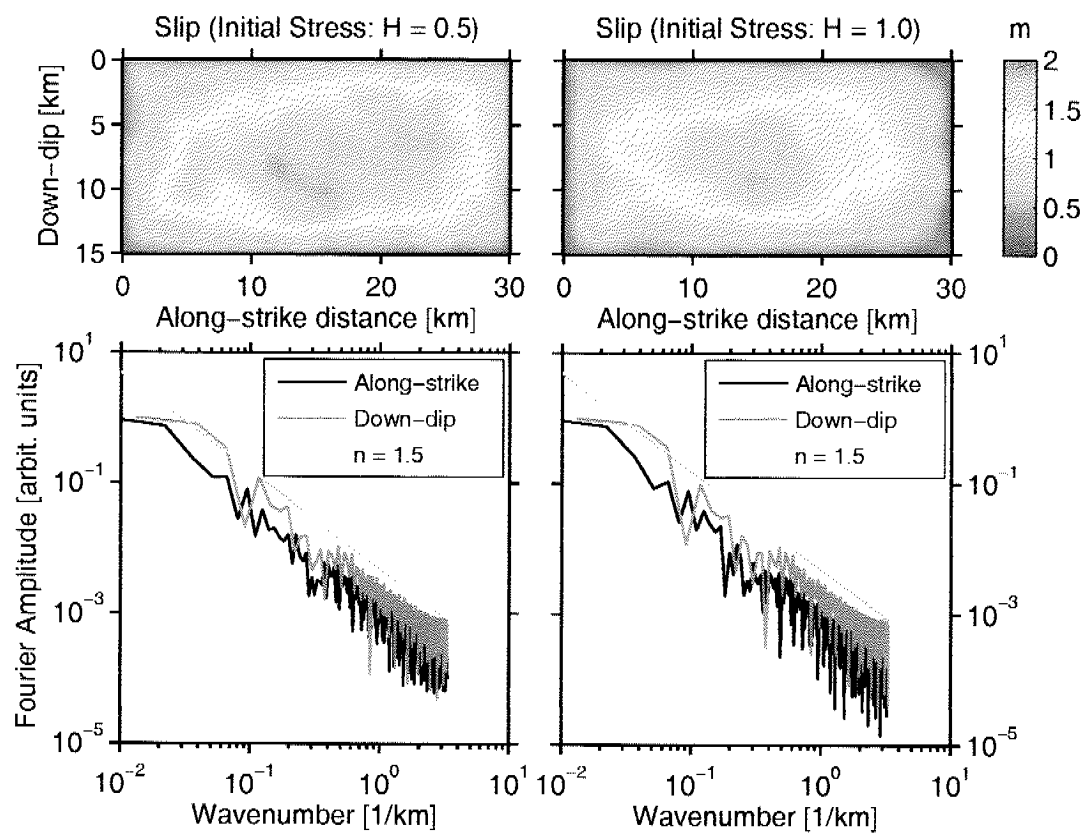 Slip (Initial Stress: H = 0.5)
Slip (Initial Stress: H = 1.0)
m
Down-dip [km]
0
5
10
15
0
10
20
30
0
10
20
30
2
1.5
1
0.5
0
Along-strike distance [km]
Along-strike distance [km]
Fourier Amplitude [arbit. units]
10^1
10^-1
10^-3
10^-5
Along-strike
Down-dip
n = 1.5
10^-2
10^-1
10^0
10^1
Wavenumber [1/km]
Along-strike
Down-dip
n = 1.5
10^1
10^-1
10^-3
10^-5
10^-2
10^-1
10^0
10^1
Wavenumber [1/km]